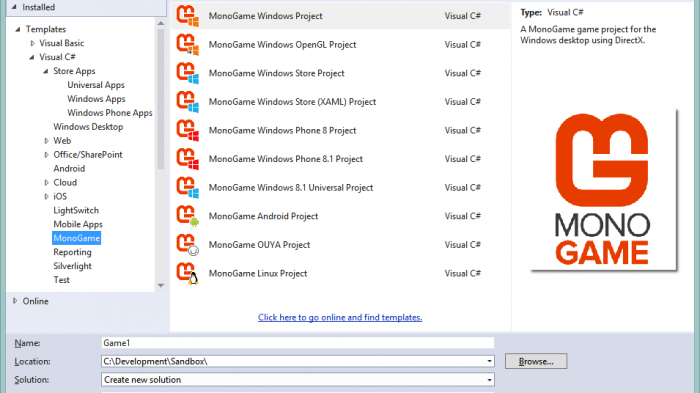 Installed
Templates
Visual Basic
Visual C#
Store Apps
Universal Apps
Windows Apps
Windows Phone Apps
Windows Desktop
Web
Office/SharePoint
Android
Cloud
iOS
LightSwitch
Mobile Apps
MonoGame
Reporting
Silverlight
Test
Online
MonoGame Windows Project Visual C#
MonoGame Windows OpenGL Project Visual C#
MonoGame Windows Store Project Visual C#
MonoGame Windows Store (XAML) Project Visual C#
MonoGame Windows Phone 8 Project Visual C#
MonoGame Windows Phone 8.1 Project Visual C#
MonoGame Windows 8.1 Universal Project Visual C#
MonoGame Android Project Visual C#
MonoGame OUYA Project Visual C#
MonoGame Linux Project Visual C#
Click here to go online and find templates.
Type: Visual C#
A MonoGame game project for the
Windows desktop using DirectX.
MONO
GAME
Name: Game1
Location: C:\Development\Sandbox\ Browse...
Solution: Create new solution